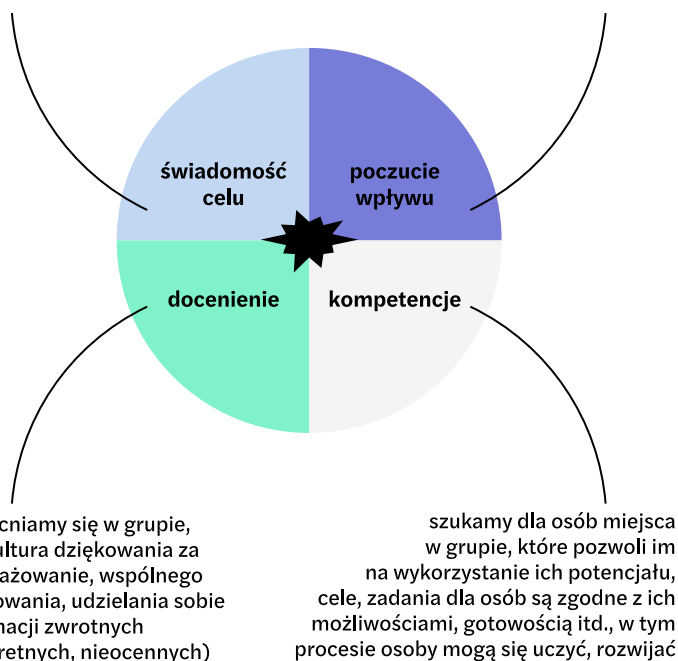 świadomość
celu
poczucie
wpływu
docenienie
kompetencje
cniamy się w grupie,
ultura dziękowania za
ażowanie, wspólnego
owania, udzielania sobie
nacji zwrotnych
retnych, nieocennych)
szukamy dla osób miejsca
w grupie, które pozwoli im
na wykorzystanie ich potencjału,
cele, zadania dla osób są zgodne z ich
możliwościami, gotowością itd., w tym
procesie osoby mogą się uczyć, rozwijać